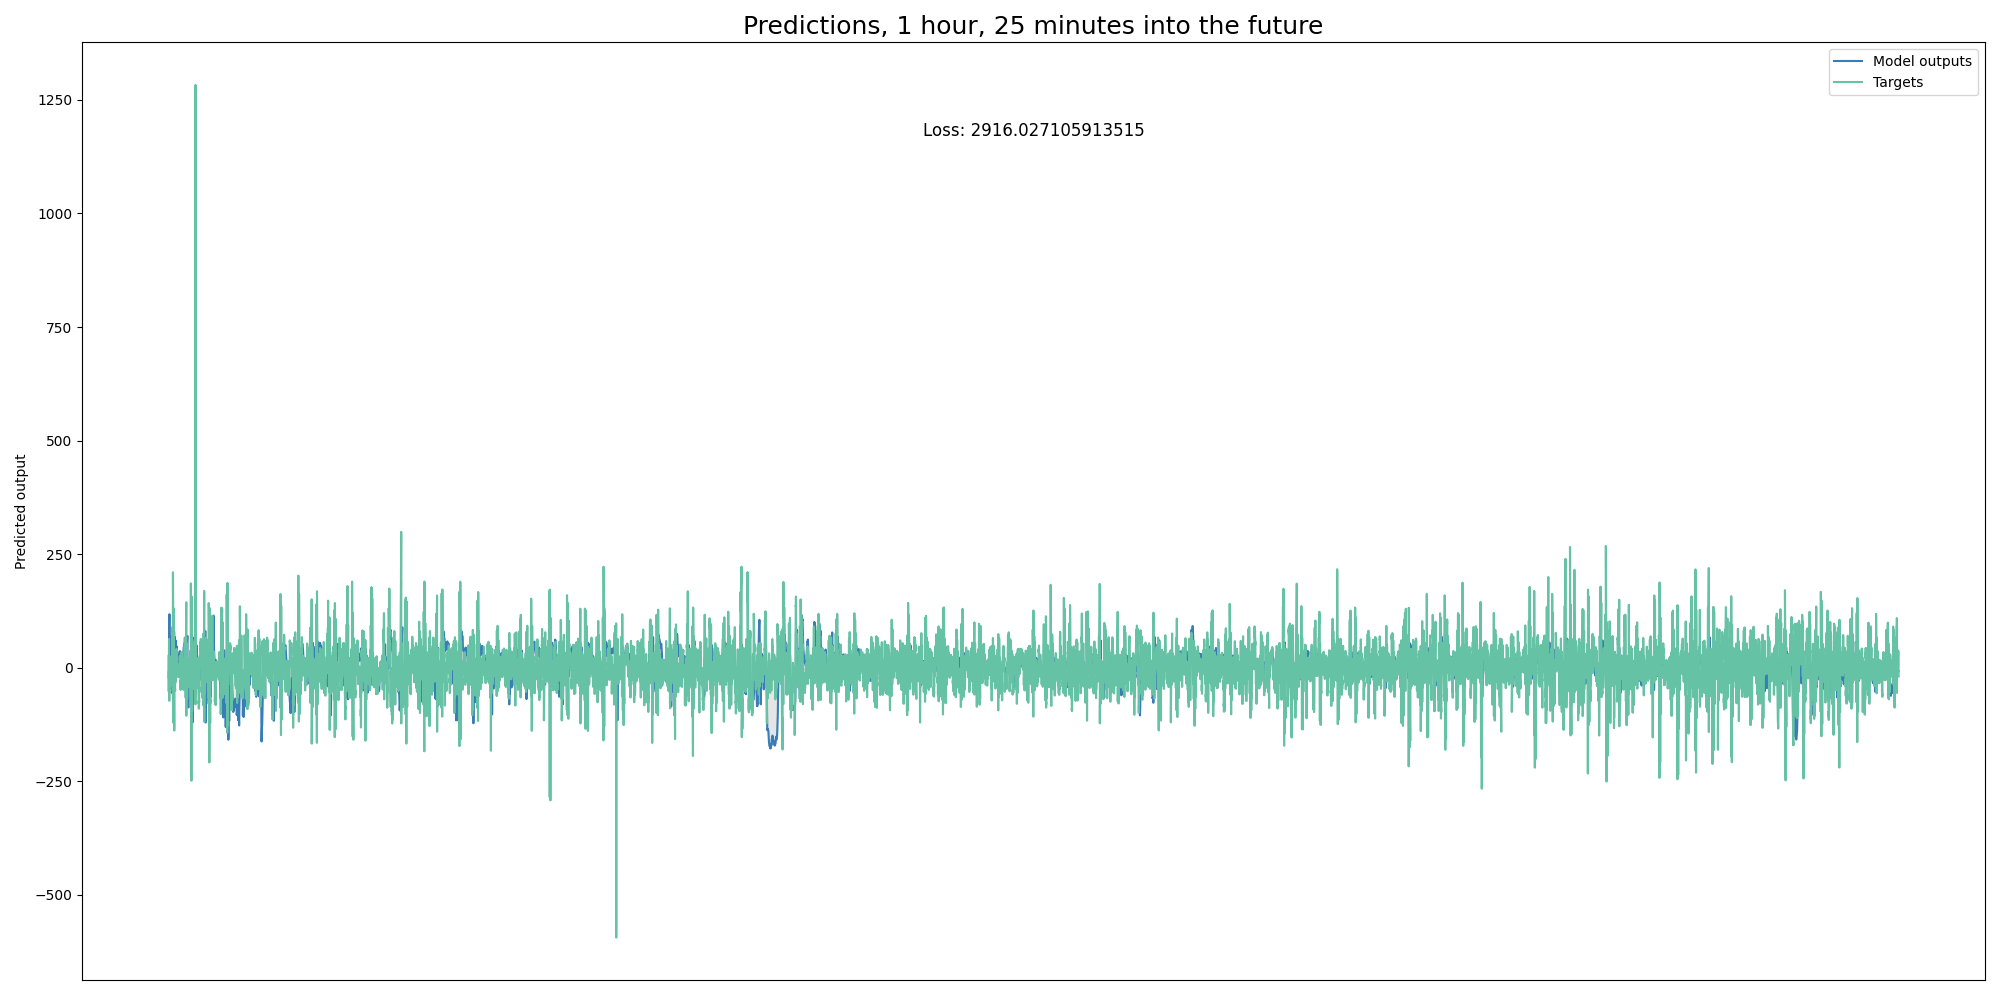 Predictions, 1 hour, 25 minutes into the future
Model outputs
Targets
Loss: 2916.027105913515
Predicted output
1250
1000
750
500
250
0
−250
−500